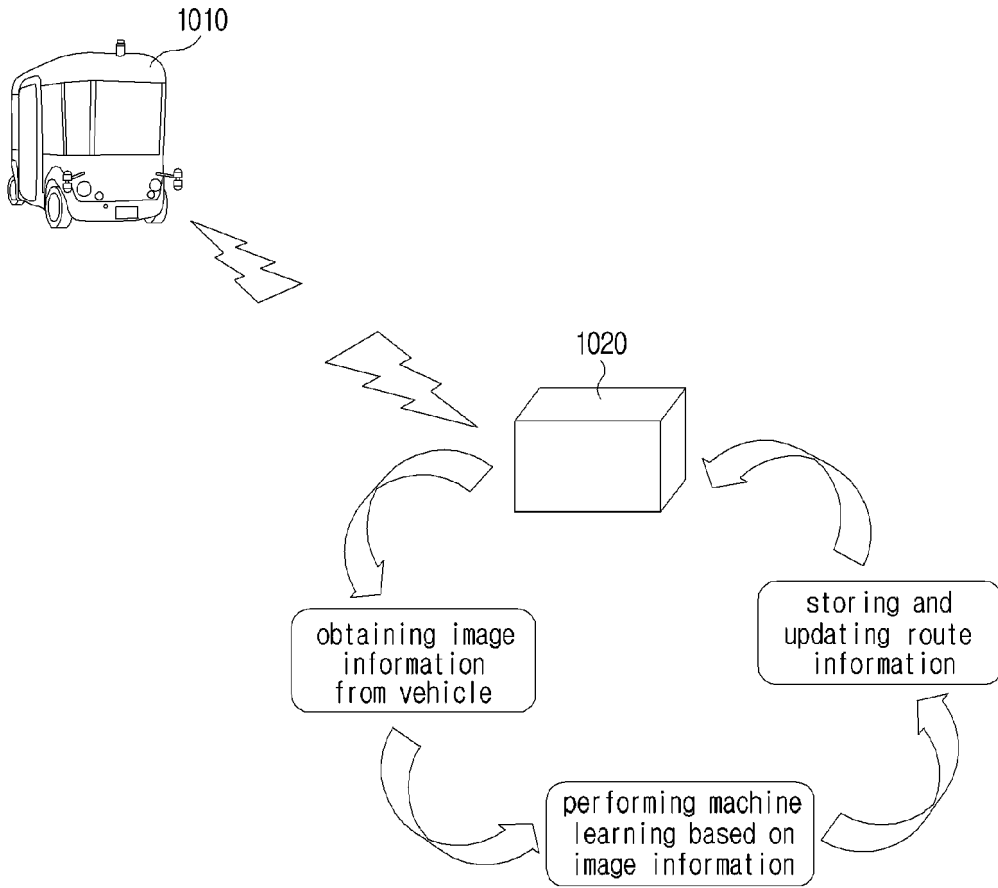 1010
1020
obtaining image
information
from vehicle
storing and
updating route
information
performing machine
learning based on
image information